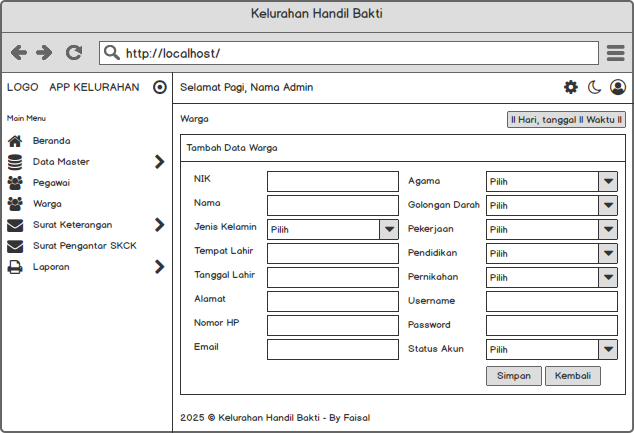 Kelurahan Handil Bakti
http://localhost/
LOGO APP KELURAHAN
Selamat Pagi, Nama Admin
Main Menu
Beranda
Data Master
Pegawai
Warga
Surat Keterangan
Surat Pengantar SKCK
Laporan
Warga
|| Hari, tanggal || Waktu ||
Tambah Data Warga
NIK
Nama
Jenis Kelamin Pilih
Tempat Lahir
Tanggal Lahir
Alamat
Nomor HP
Email
Agama Pilih
Golongan Darah Pilih
Pekerjaan Pilih
Pendidikan Pilih
Pernikahan Pilih
Username
Password
Status Akun Pilih
Simpan Kembali
2025 © Kelurahan Handil Bakti - By Faisal